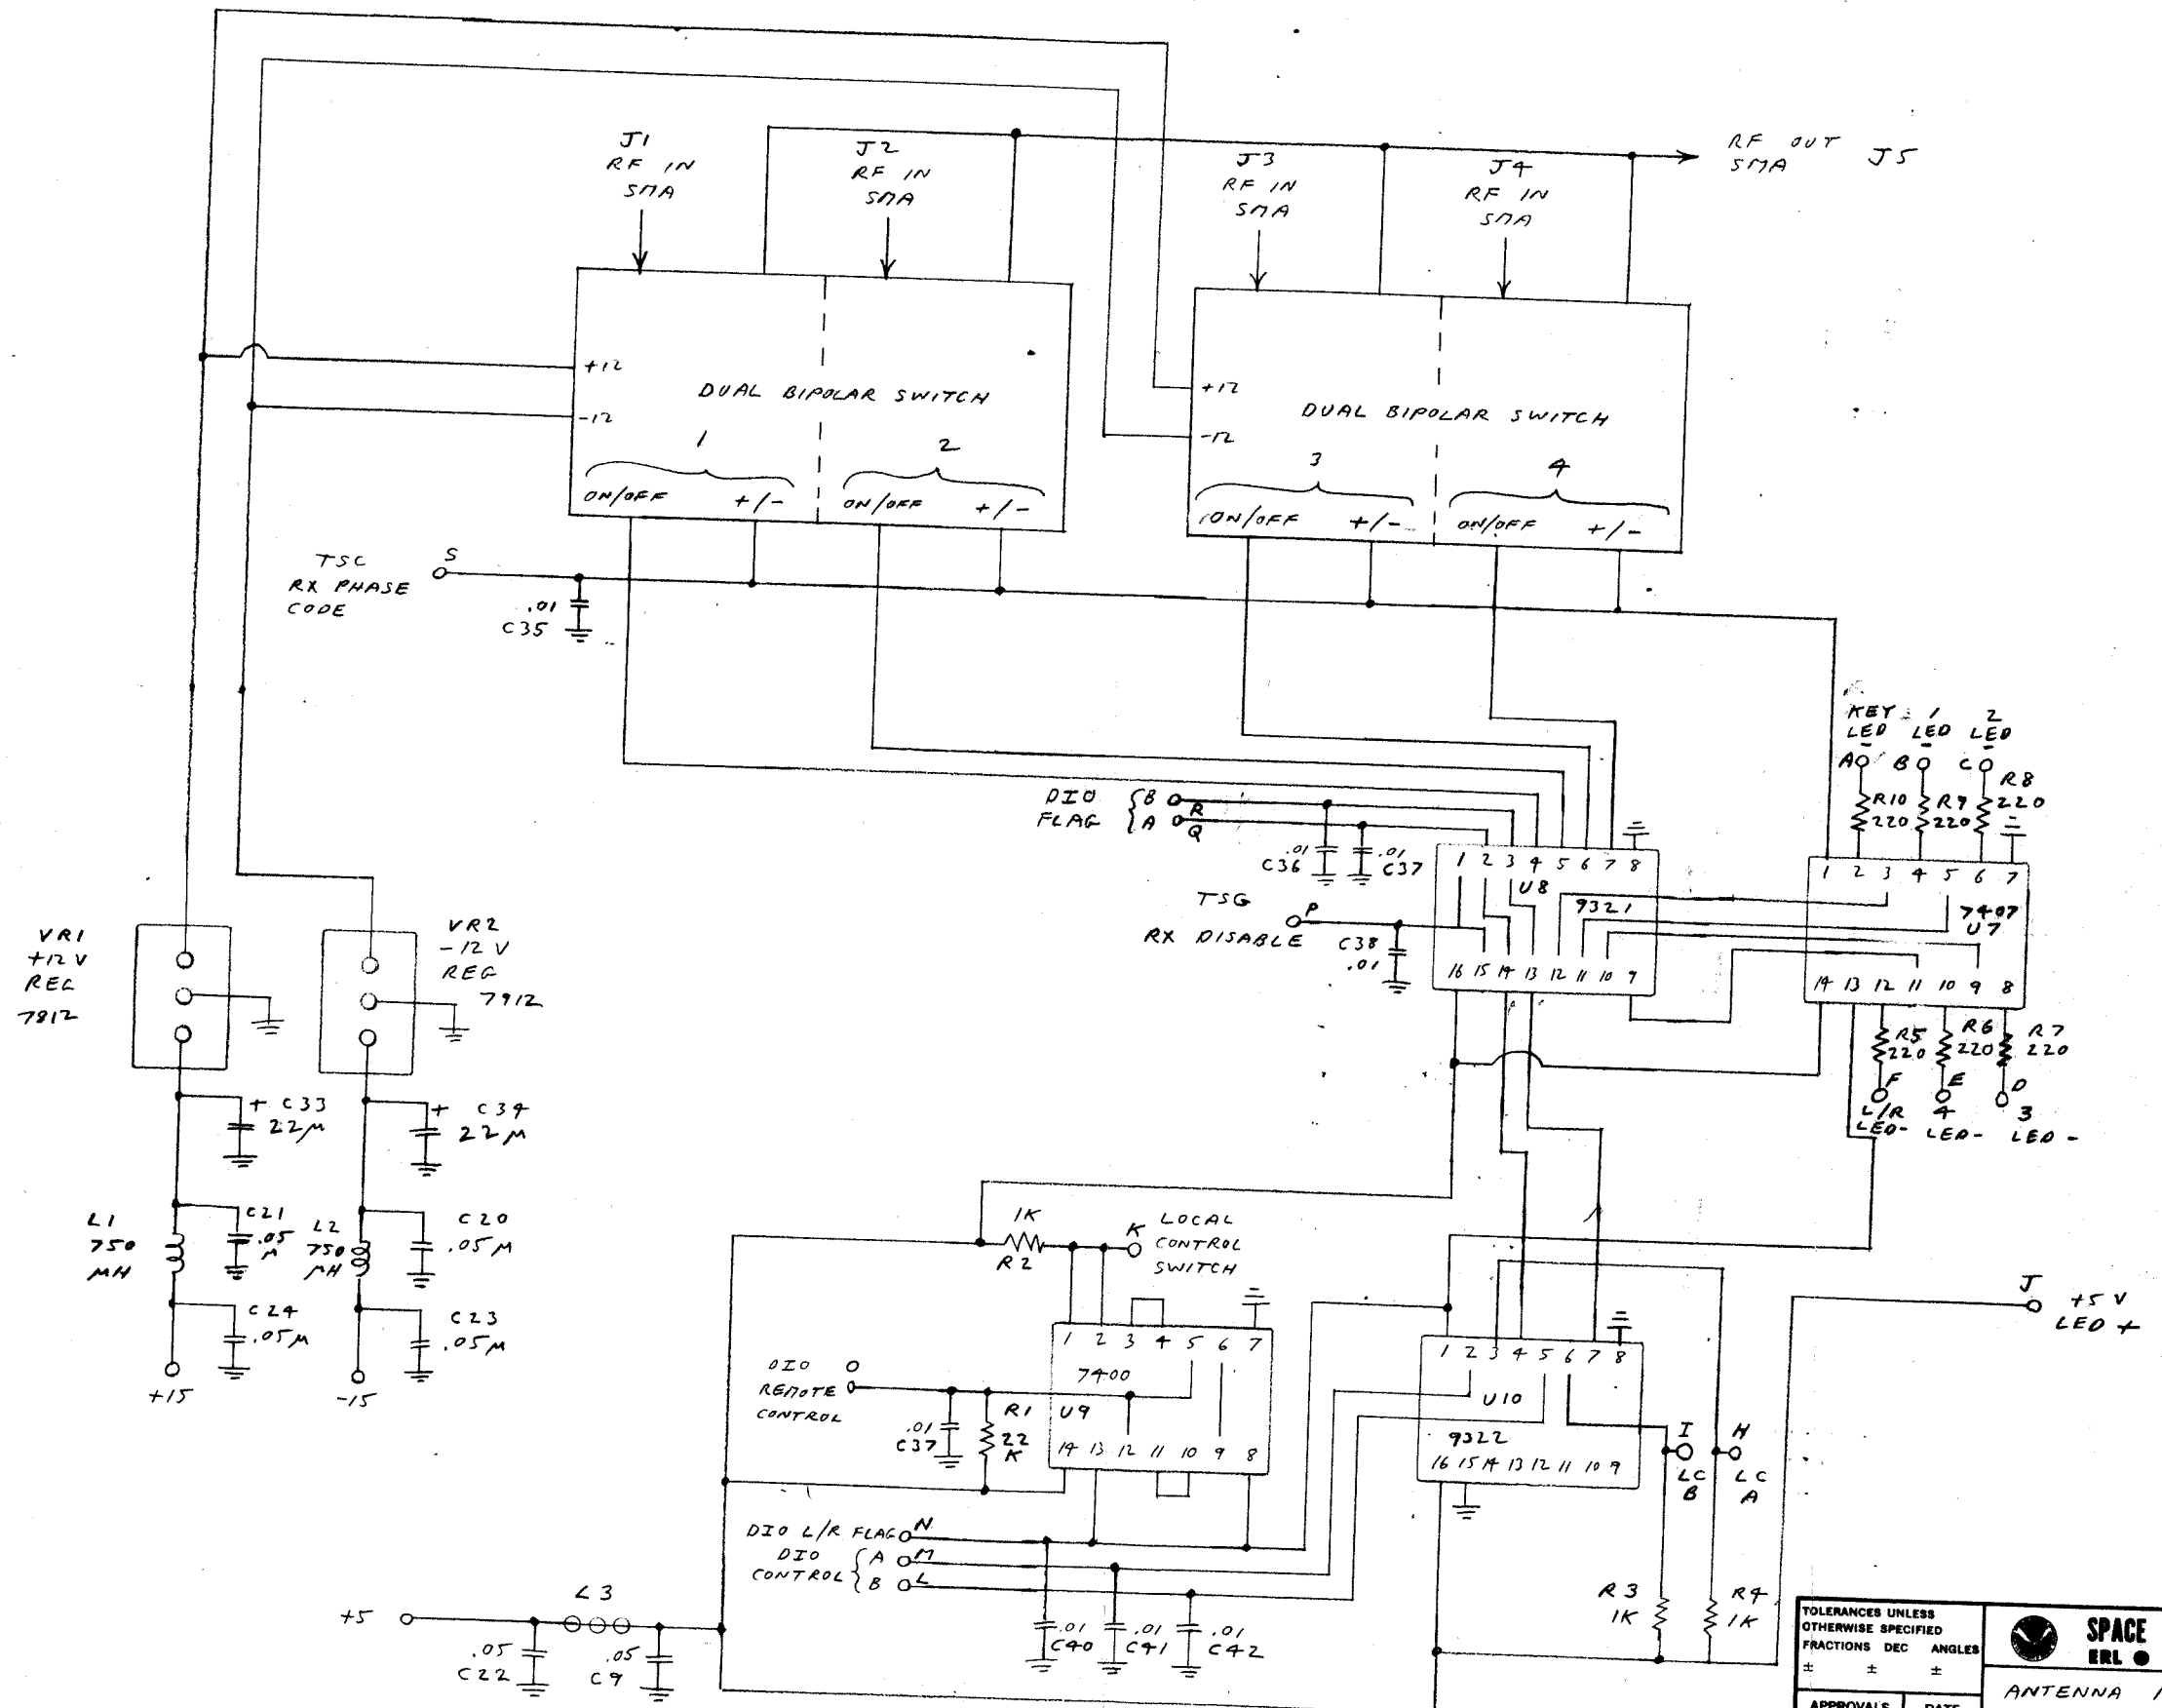 J1
RF IN
SMA
J2
RF IN
SMA
J3
RF IN
SMA
J4
RF IN
SMA
RF OUT
SMA
J5
+12
-12
DUAL BIPOLAR SWITCH
1
2
ON/OFF +/-
ON/OFF +/-
+12
-12
DUAL BIPOLAR SWITCH
3
4
ON/OFF +/-
ON/OFF +/-
TSC
RX PHASE
CODE
S
.01
C35
KEY
LED
-
A
1
LED
-
B
2
LED
-
C
R10
220
R9
220
R8
220
DIO
FLAG
B
A
R
Q
.01
C36
.01
C37
TSG
RX DISABLE
P
C38
.01
1 2 3 4 5 6 7 8
U8
9321
16 15 14 13 12 11 10 9
1 2 3 4 5 6 7
7407
U7
14 13 12 11 10 9 8
R5
220
R6
220
R7
220
F
L/R
LED-
E
4
LED-
D
3
LED-
VR1
+12 V
REG
7812
VR2
-12 V
REG
7912
+ C33
22μ
+ C34
22μ
L1
750
μH
C21
.05
μ
L2
750
μH
C20
.05μ
C24
.05μ
C23
.05μ
+15
-15
1K
R2
K
LOCAL
CONTROL
SWITCH
DIO
REMOTE
CONTROL
.01
C37
R1
22
K
1 2 3 4 5 6 7
7400
U9
14 13 12 11 10 9 8
1 2 3 4 5 6 7 8
U10
9322
16 15 14 13 12 11 10 9
I
LC
B
H
LC
A
J
+5 V
LED +
DIO L/R FLAG N
DIO
CONTROL
A M
B L
.01
C40
.01
C41
.01
C42
R3
1K
R4
1K
+5
L3
.05
C22
.05
C9
TOLERANCES UNLESS
OTHERWISE SPECIFIED
FRACTIONS DEC ANGLES
± ± ±
APPROVALS DATE
SPACE
ERL ●
ANTENNA